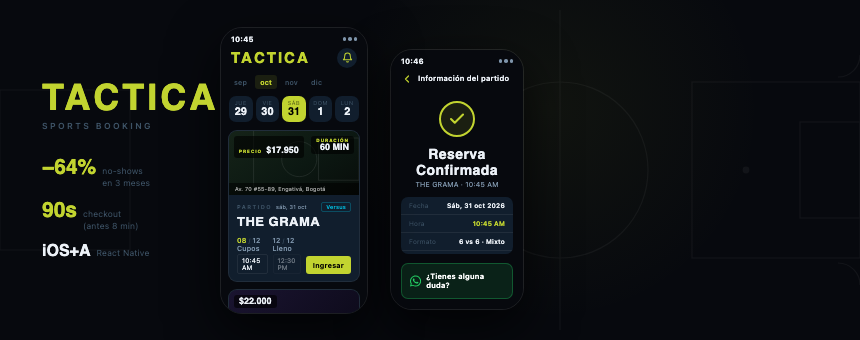 TACTICA
SPORTS BOOKING
–64% no-shows
en 3 meses
90s checkout
(antes 6 min)
iOS+A React Native
10:45
TACTICA
sep oct nov dic
JUE VIE SÁB DOM LUN
29 30 31 1 2
PRECIO $17.950
DURACIÓN
60 MIN
Av. 70 #55-89, Engativá, Bogotá
PARTIDO sáb, 31 oct Versus
THE GRAMA
08 / 12 12 / 12
Cupos Lleno
10:45 AM
12:30 PM
Ingresar
$22.000
10:46
Información del partido
Reserva
Confirmada
THE GRAMA · 10:45 AM
Fecha Sáb, 31 oct 2026
Hora 10:45 AM
Formato 6 vs 6 · Mixto
¿Tienes alguna
duda?